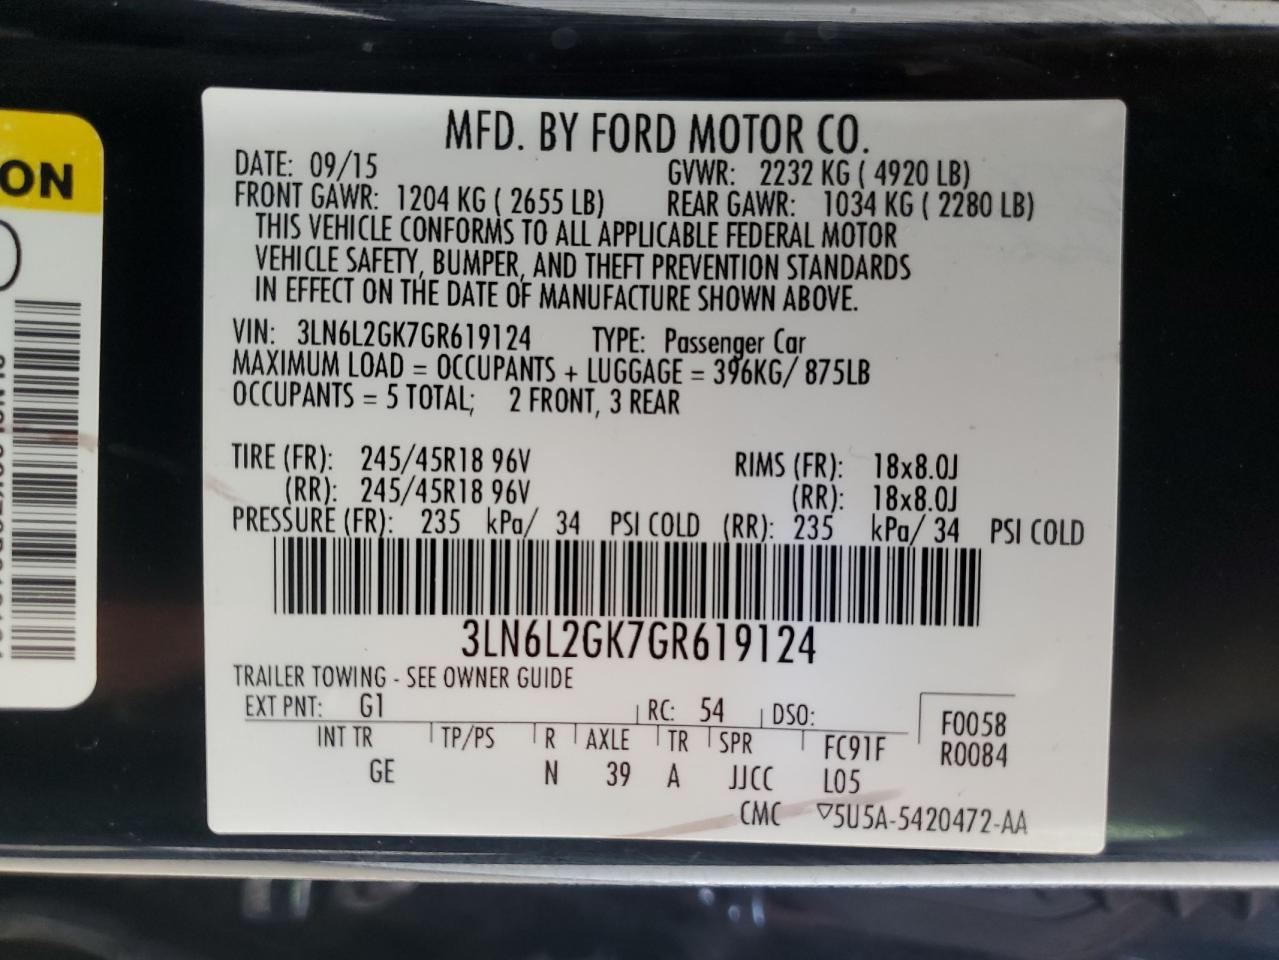 MFD. BY FORD MOTOR CO.
DATE: 09/15 GVWR: 2232 KG ( 4920 LB)
FRONT GAWR: 1204 KG ( 2655 LB) REAR GAWR: 1034 KG ( 2280 LB)
THIS VEHICLE CONFORMS TO ALL APPLICABLE FEDERAL MOTOR
VEHICLE SAFETY, BUMPER, AND THEFT PREVENTION STANDARDS
IN EFFECT ON THE DATE OF MANUFACTURE SHOWN ABOVE.
VIN: 3LN6L2GK7GR619124 TYPE: Passenger Car
MAXIMUM LOAD = OCCUPANTS + LUGGAGE = 396KG/ 875LB
OCCUPANTS = 5 TOTAL; 2 FRONT, 3 REAR
TIRE (FR): 245/45R18 96V RIMS (FR): 18x8.0J
(RR): 245/45R18 96V (RR): 18x8.0J
PRESSURE (FR): 235 kPa/ 34 PSI COLD (RR): 235 kPa/ 34 PSI COLD
3LN6L2GK7GR619124
TRAILER TOWING - SEE OWNER GUIDE
EXT PNT: G1 RC: 54 DSO: F0058
INT TR TP/PS R AXLE TR SPR FC91F R0084
GE N 39 A JJCC L05
CMC ▽5U5A-5420472-AA
ON